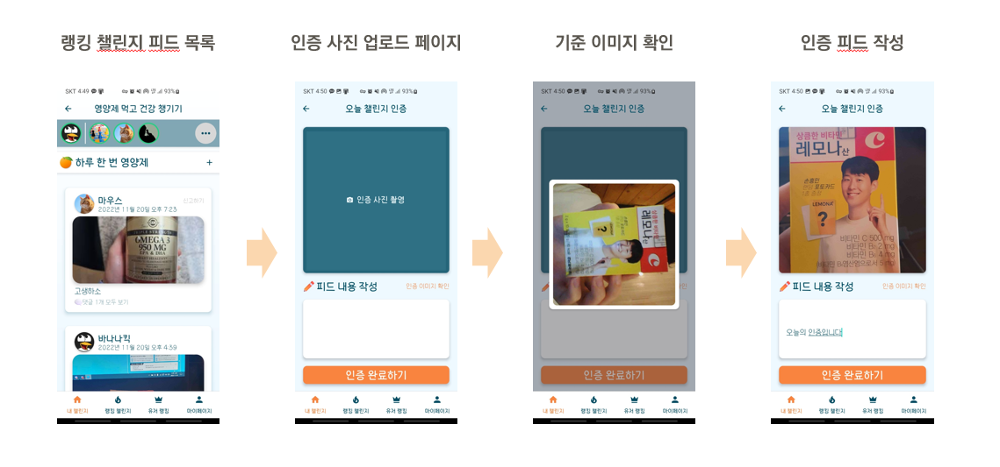 랭킹 챌린지 피드 목록
인증 사진 업로드 페이지
기준 이미지 확인
인증 피드 작성
SKT 4:49
93%
영양제 먹고 건강 챙기기
하루 한 번 영양제
+
마우스
신고하기
2022년 11월 20일 오후 7:23
SOLGAR
TRIPLE STRENGTH
OMEGA 3
950 MG
EPA & DHA
고생하소
댓글 1개 모두 보기
바나나킥
2022년 11월 20일 오후 4:59
내 챌린지
랭킹 챌린지
유저 랭킹
마이페이지
SKT 4:50
93%
오늘 챌린지 인증
인증 사진 촬영
피드 내용 작성
인증 이미지 확인
인증 완료하기
내 챌린지
랭킹 챌린지
유저 랭킹
마이페이지
SKT 4:50
93%
오늘 챌린지 인증
상큼한 비타민
레모나산
?
인증 완료하기
내 챌린지
랭킹 챌린지
유저 랭킹
마이페이지
SKT 4:50
93%
오늘 챌린지 인증
상큼한 비타민
레모나산
손흥민
포토카드
LEMONA
?
비타민 C 500 mg
비타민 B₂ 2 mg
피드 내용 작성
인증 이미지 확인
오늘의 인증입니다
인증 완료하기
내 챌린지
랭킹 챌린지
유저 랭킹
마이페이지